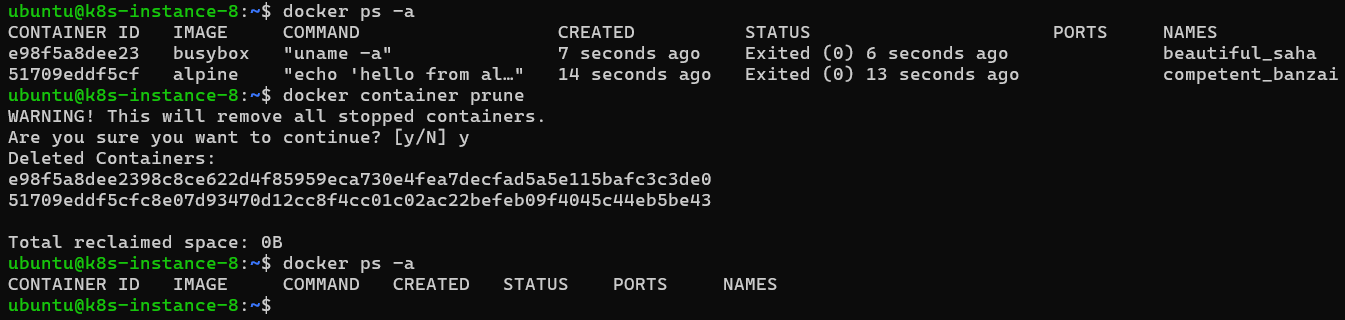 ubuntu@k8s-instance-8:~$ docker ps -a
CONTAINER ID   IMAGE     COMMAND                  CREATED          STATUS                      PORTS     NAMES
e98f5a8dee23   busybox   "uname -a"               7 seconds ago    Exited (0) 6 seconds ago              beautiful_saha
51709eddf5cf   alpine    "echo 'hello from al…"   14 seconds ago   Exited (0) 13 seconds ago             competent_banzai
ubuntu@k8s-instance-8:~$ docker container prune
WARNING! This will remove all stopped containers.
Are you sure you want to continue? [y/N] y
Deleted Containers:
e98f5a8dee2398c8ce622d4f85959eca730e4fea7decfad5a5e115bafc3c3de0
51709eddf5cfc8e07d93470d12cc8f4cc01c02ac22befeb09f4045c44eb5be43

Total reclaimed space: 0B
ubuntu@k8s-instance-8:~$ docker ps -a
CONTAINER ID   IMAGE     COMMAND   CREATED   STATUS    PORTS     NAMES
ubuntu@k8s-instance-8:~$